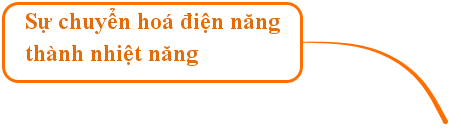 Sự chuyển hoá điện năng
thành nhiệt năng